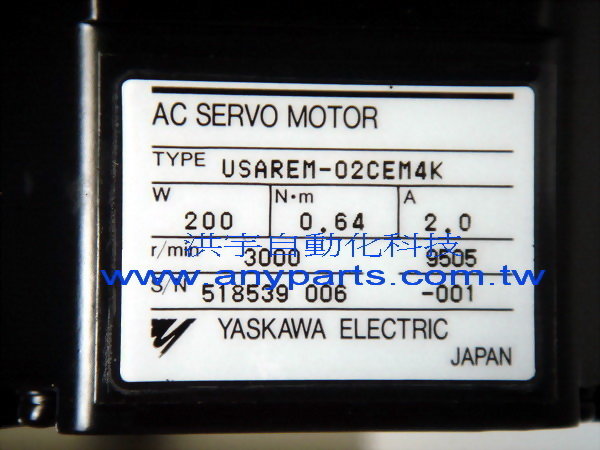 AC SERVO MOTOR
TYPE USAREM-02CEM4K
W N·m A
200 0.64 2.0
洪宇自動化科技
r/min 3000 9505
www.anyparts.com.tw
S/N 518539 006 -001
YASKAWA ELECTRIC
JAPAN